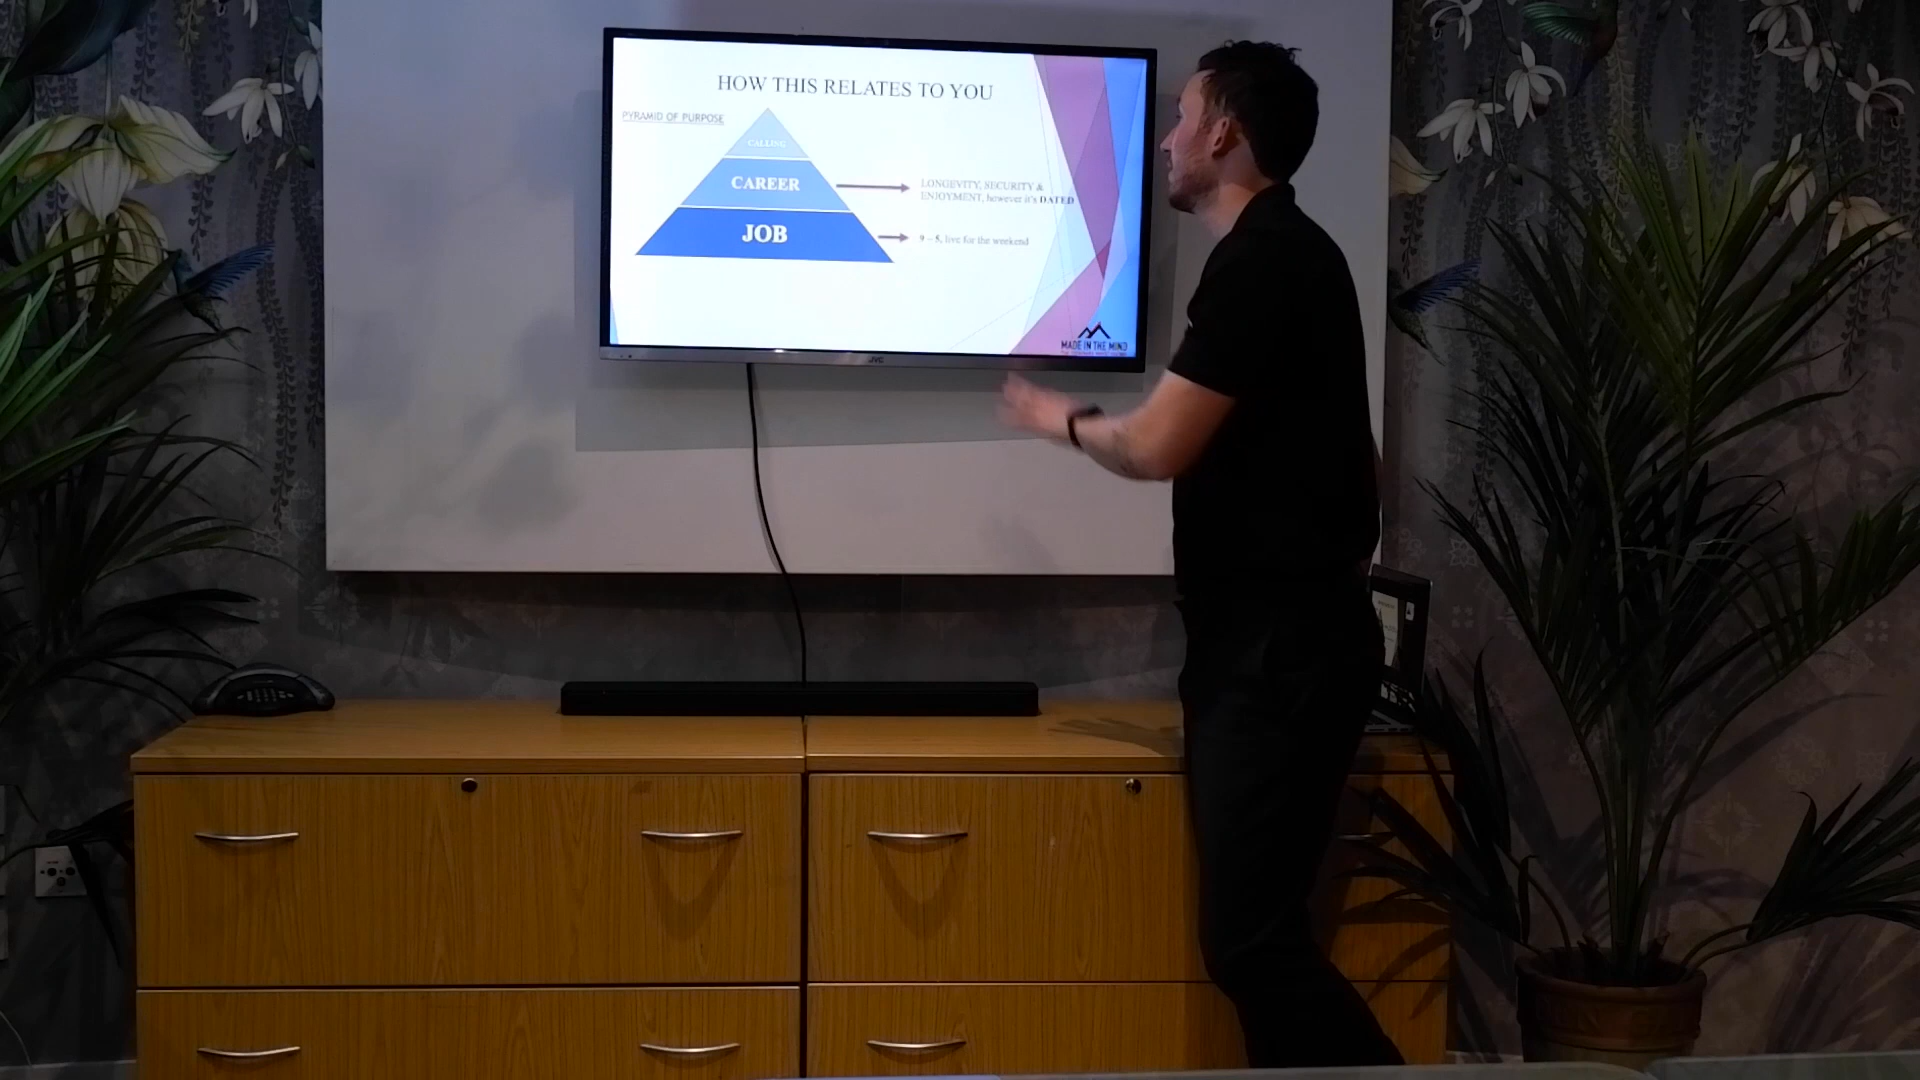 HOW THIS RELATES TO YOU
PYRAMID OF PURPOSE
CALLING
CAREER
LONGEVITY, SECURITY &
ENJOYMENT, however it's DATED
JOB
9 – 5, live for the weekend
MADE IN THE MIND
JVC